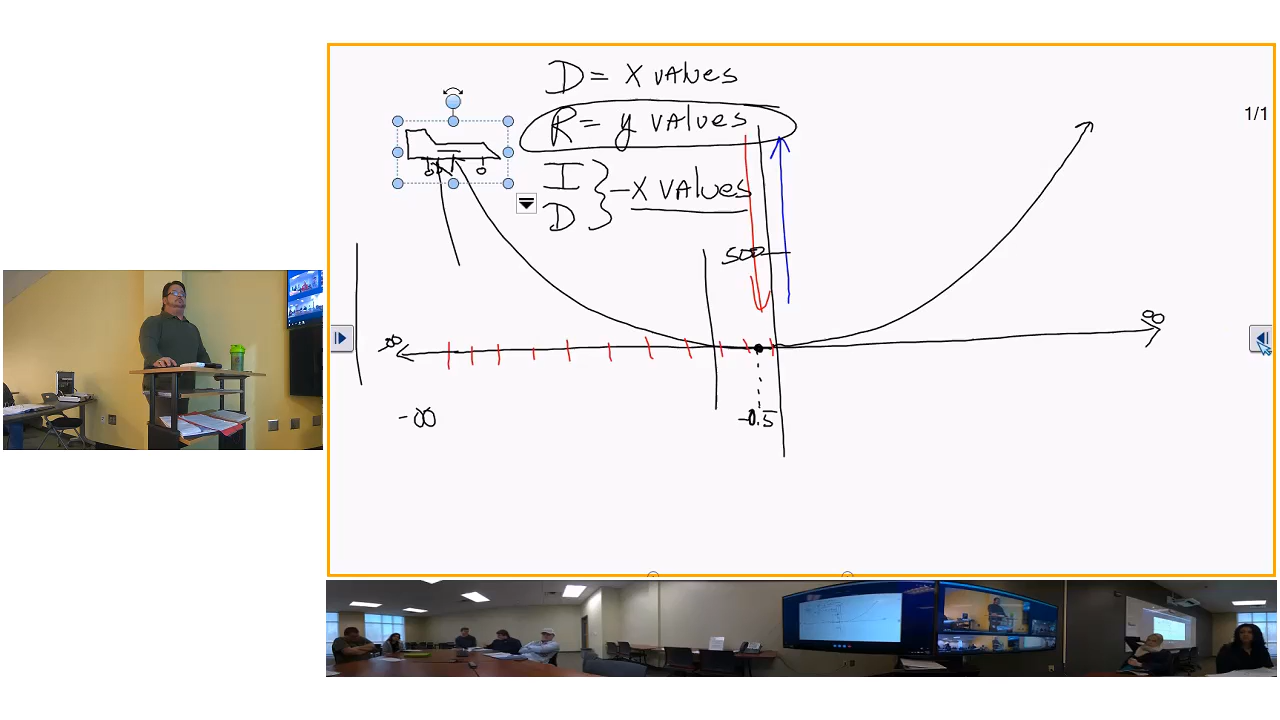 D = X values
R = y values
I
D
-X values
1/1
500
-∞
∞
-∞
-0.5